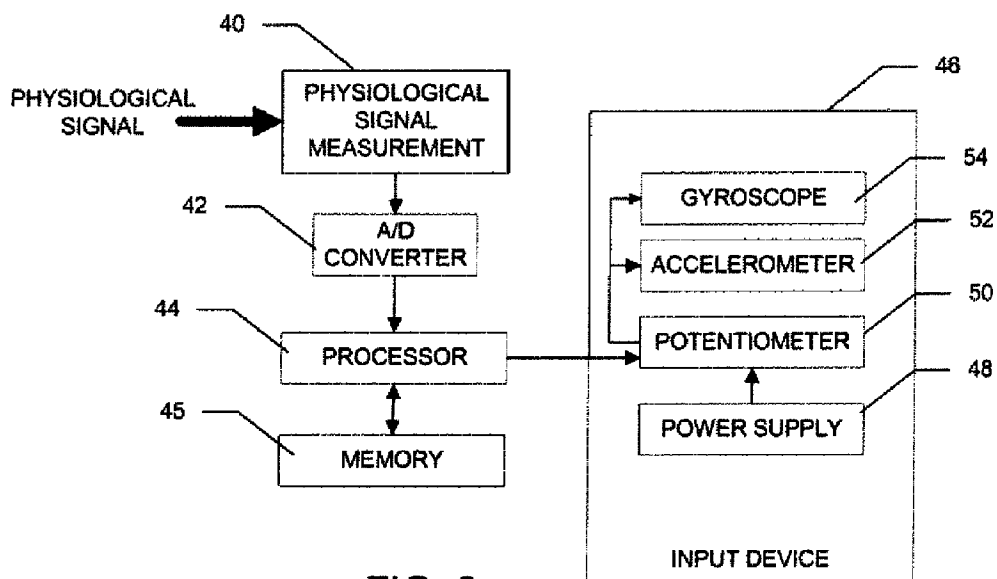 40
PHYSIOLOGICAL
SIGNAL
PHYSIOLOGICAL
SIGNAL
MEASUREMENT
46
54
GYROSCOPE
42
A/D
CONVERTER
52
ACCELEROMETER
50
44
PROCESSOR
POTENTIOMETER
48
45
MEMORY
POWER SUPPLY
INPUT DEVICE